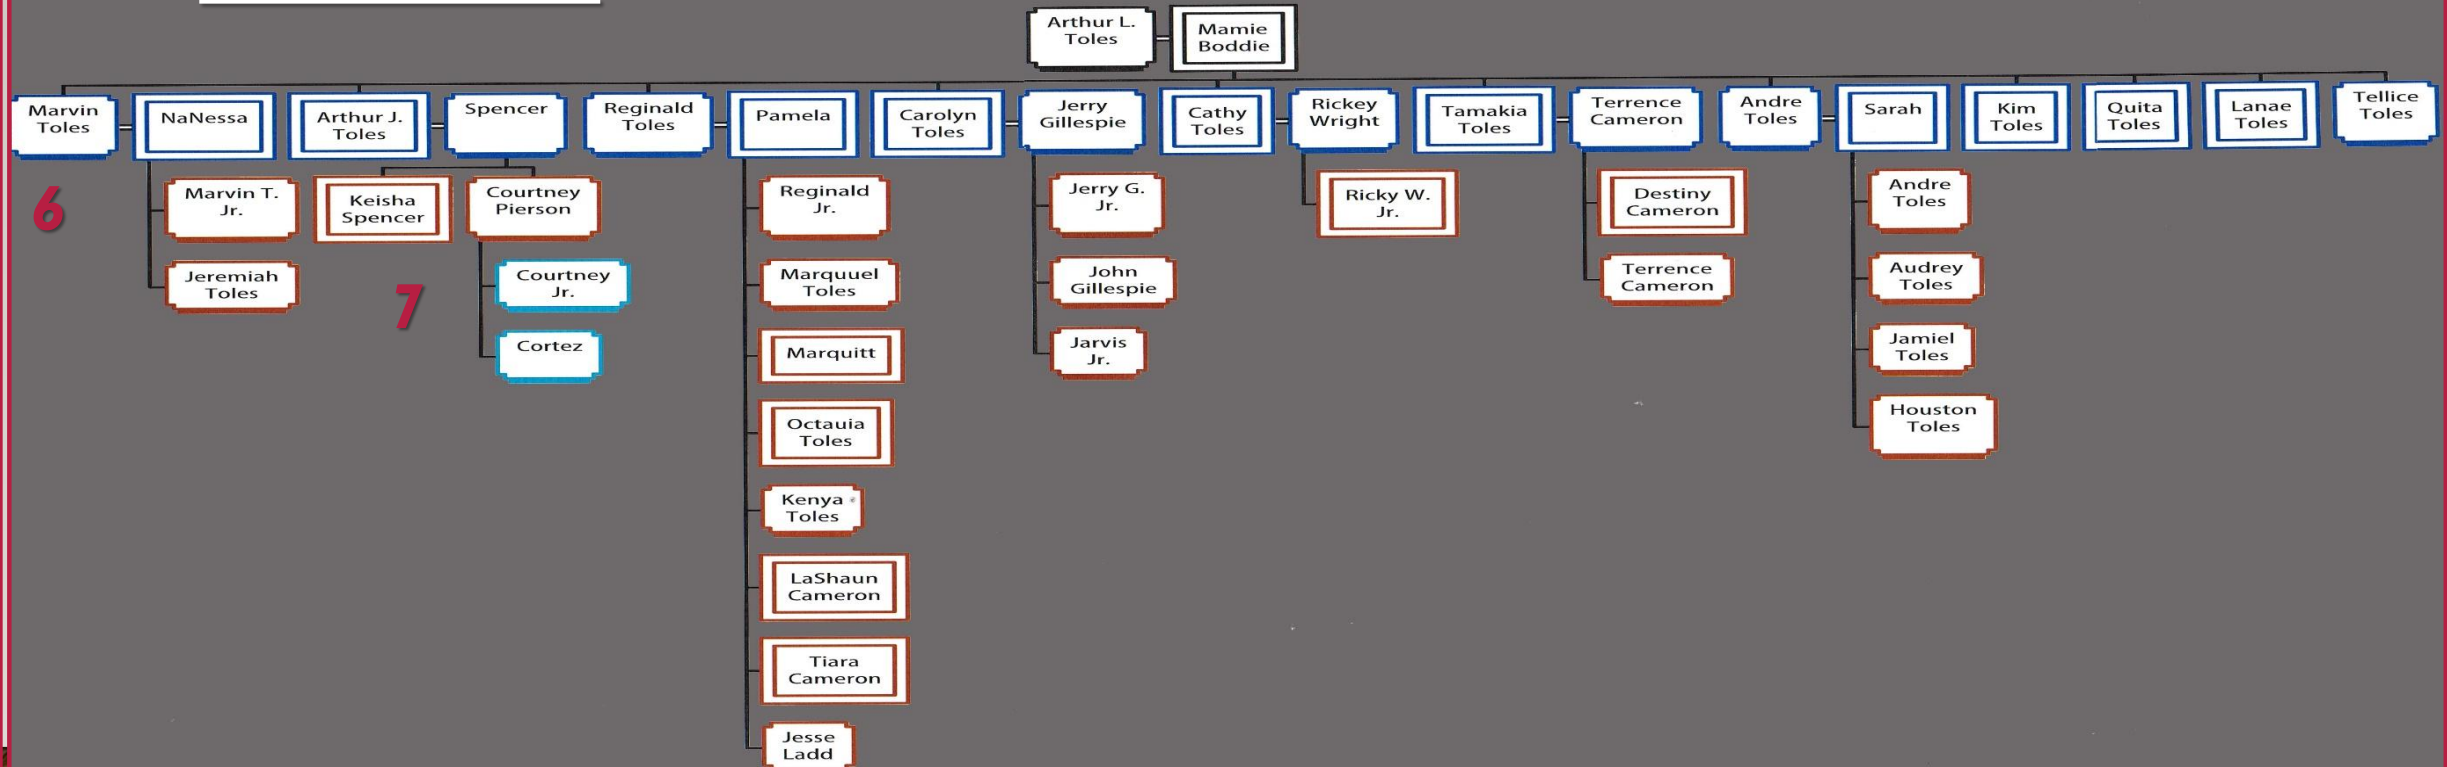 Arthur L.
Toles
Mamie
Boddie
Marvin
Toles
NaNessa
Arthur J.
Toles
Spencer
Reginald
Toles
Pamela
Carolyn
Toles
Jerry
Gillespie
Cathy
Toles
Rickey
Wright
Tamakia
Toles
Terrence
Cameron
Andre
Toles
Sarah
Kim
Toles
Quita
Toles
Lanae
Toles
Tellice
Toles
6
Marvin T.
Jr.
Jeremiah
Toles
Keisha
Spencer
Courtney
Pierson
7
Courtney
Jr.
Cortez
Reginald
Jr.
Marquuel
Toles
Marquitt
Octauia
Toles
Kenya
Toles
LaShaun
Cameron
Tiara
Cameron
Jesse
Ladd
Jerry G.
Jr.
John
Gillespie
Jarvis
Jr.
Ricky W.
Jr.
Destiny
Cameron
Terrence
Cameron
Andre
Toles
Audrey
Toles
Jamiel
Toles
Houston
Toles